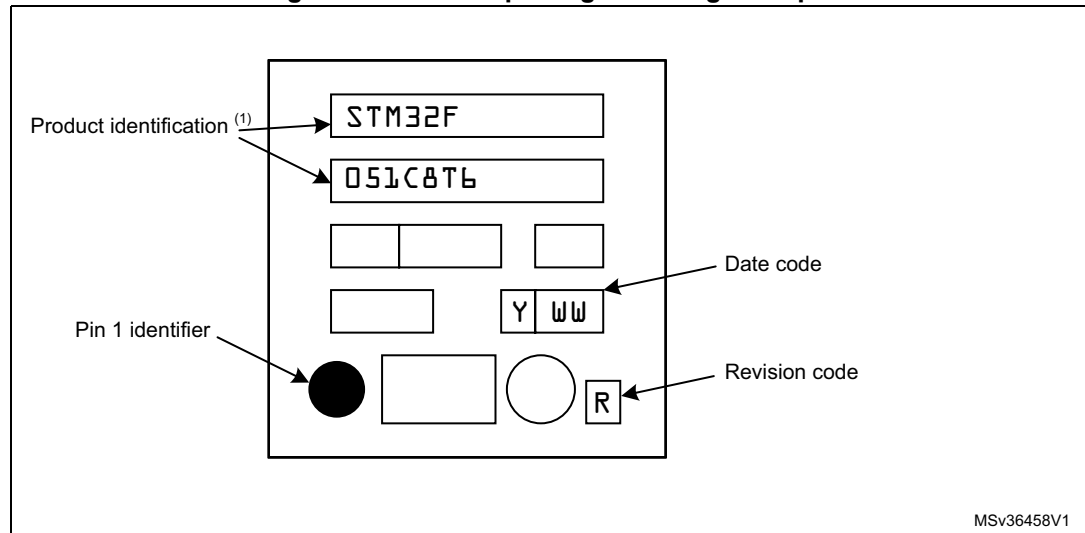 Product identification (1)
STM32F
051C8T6
Date code
Y WW
Pin 1 identifier
Revision code
R
MSv36458V1